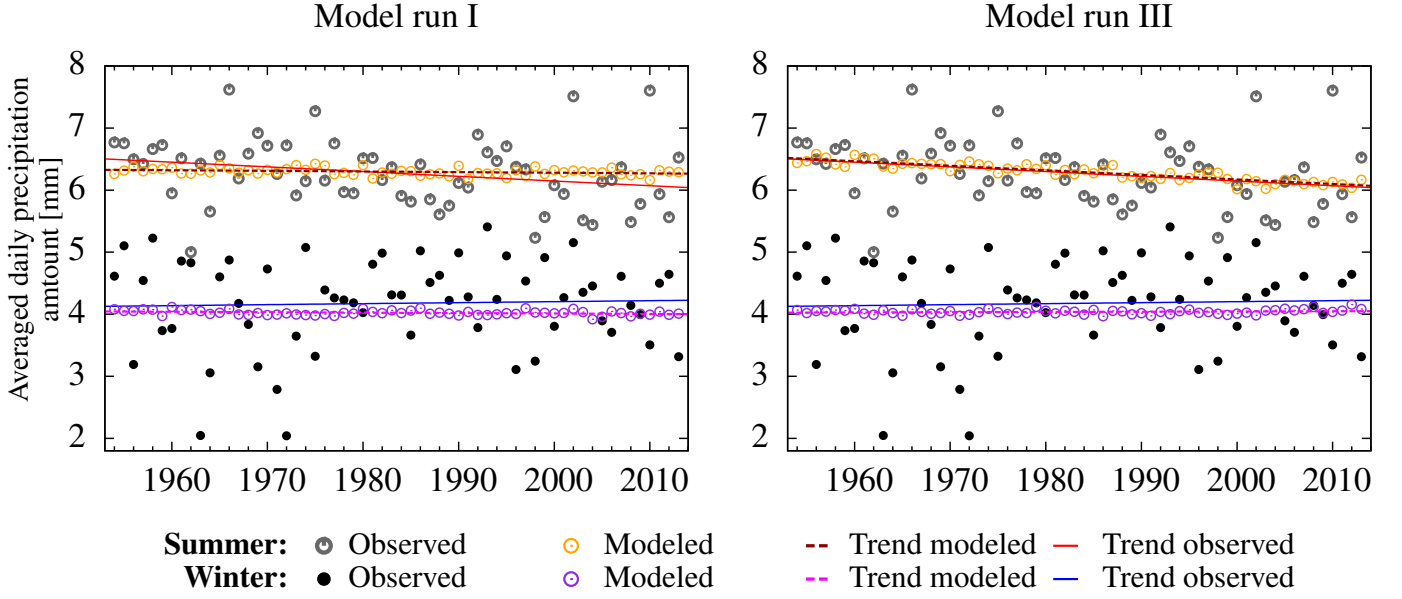 Model run I
Model run III
Averaged daily precipitation
amtount [mm]
8
7
6
5
4
3
2
1960 1970 1980 1990 2000 2010
8
7
6
5
4
3
2
1960 1970 1980 1990 2000 2010
Summer: Observed Modeled Trend modeled Trend observed
Winter: Observed Modeled Trend modeled Trend observed